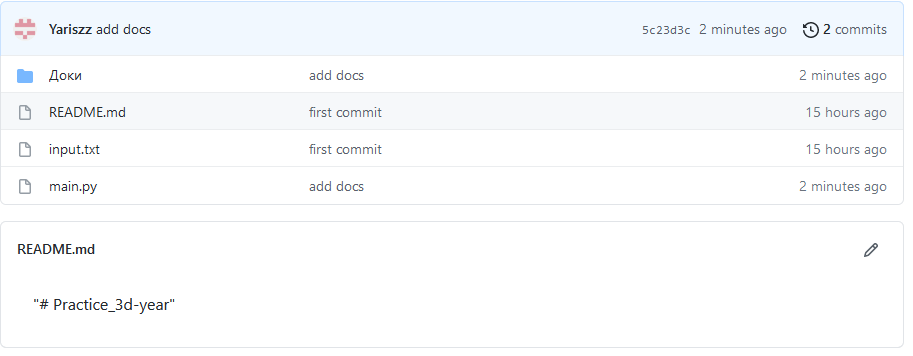 Yariszz add docs 5c23d3c 2 minutes ago 2 commits
Доки add docs 2 minutes ago
README.md first commit 15 hours ago
input.txt first commit 15 hours ago
main.py add docs 2 minutes ago
README.md
"# Practice_3d-year"